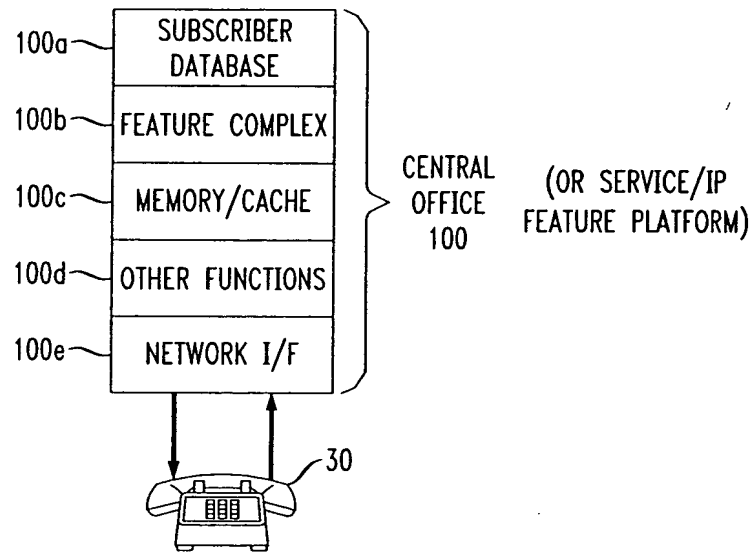 100a
SUBSCRIBER
DATABASE
100b
FEATURE COMPLEX
100c
MEMORY/CACHE
100d
OTHER FUNCTIONS
100e
NETWORK I/F
CENTRAL
OFFICE
100
(OR SERVICE/IP
FEATURE PLATFORM)
30